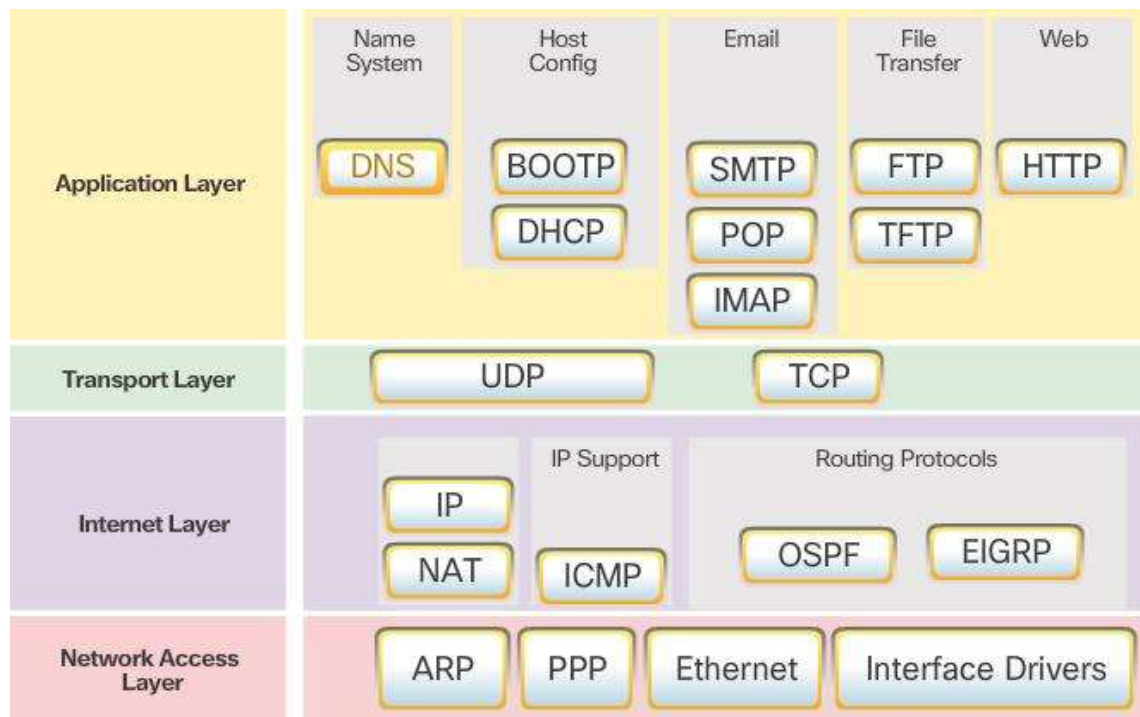 Name
System
Host
Config
Email
File
Transfer
Web
Application Layer
DNS
BOOTP
DHCP
SMTP
POP
IMAP
FTP
TFTP
HTTP
Transport Layer
UDP
TCP
Internet Layer
IP
NAT
IP Support
ICMP
Routing Protocols
OSPF
EIGRP
Network Access
Layer
ARP
PPP
Ethernet
Interface Drivers